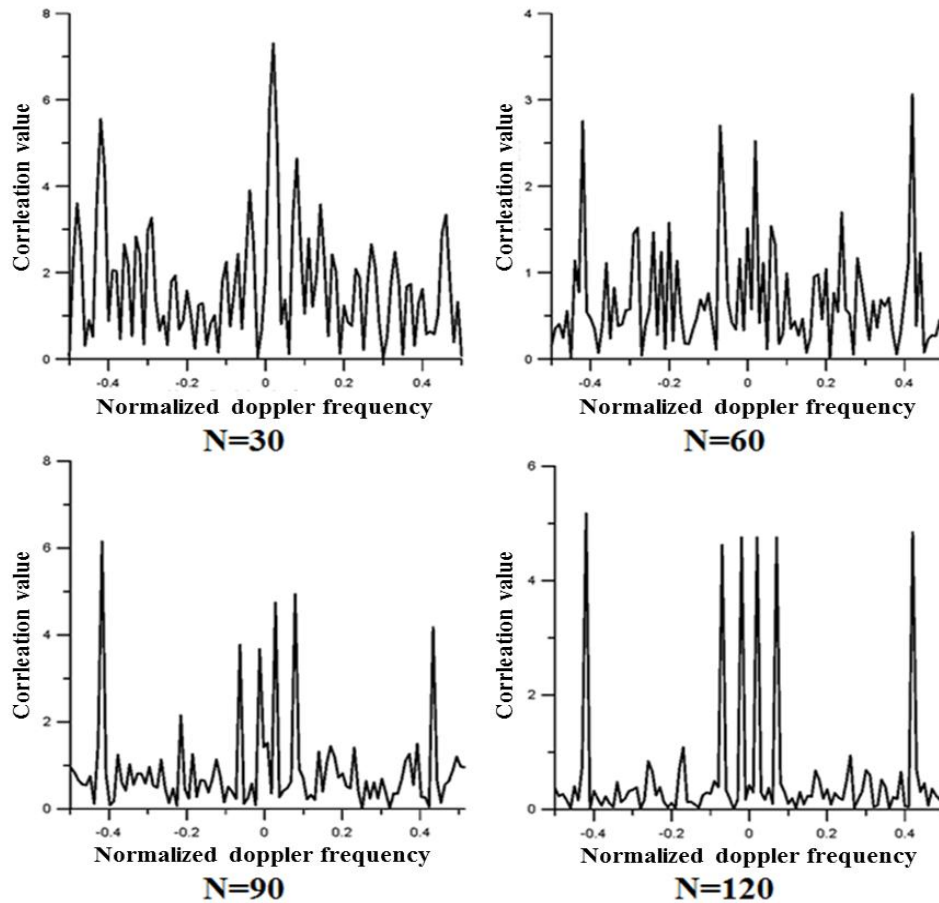 8
6
4
2
0
-0.4 -0.2 0 0.2 0.4
Corrleation value
Normalized doppler frequency
N=30
4
3
2
1
0
-0.4 -0.2 0 0.2 0.4
Corrleation value
Normalized doppler frequency
N=60
8
6
4
2
0
-0.4 -0.2 0 0.2 0.4
Corrleation value
Normalized doppler frequency
N=90
6
4
2
0
-0.4 -0.2 0 0.2 0.4
Corrleation value
Normalized doppler frequency
N=120